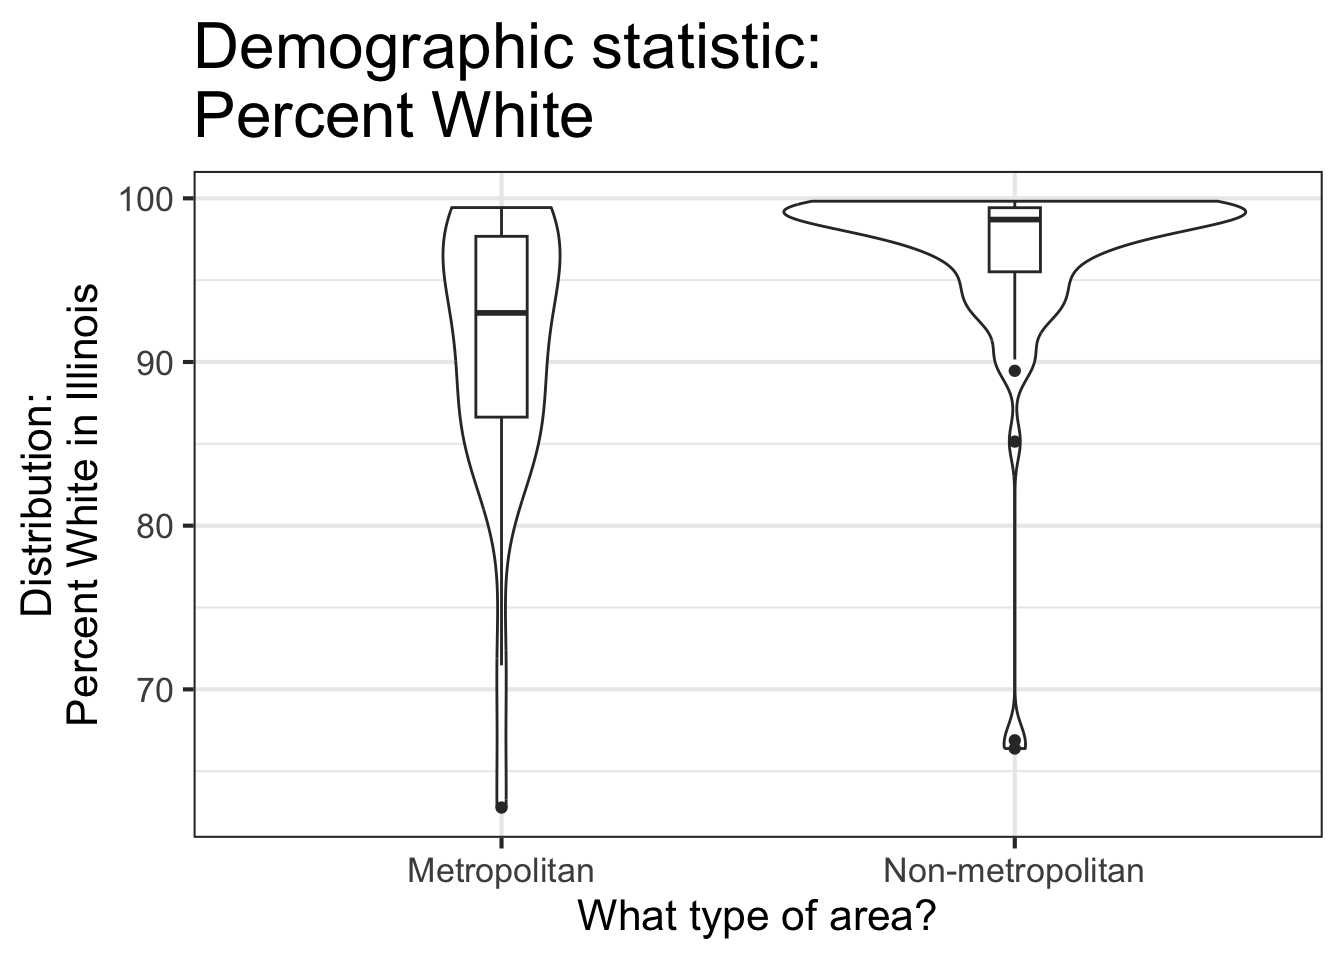 Demographic statistic:
Percent White
Distribution:
Percent White in Illinois
100
90
80
70
Metropolitan
Non-metropolitan
What type of area?